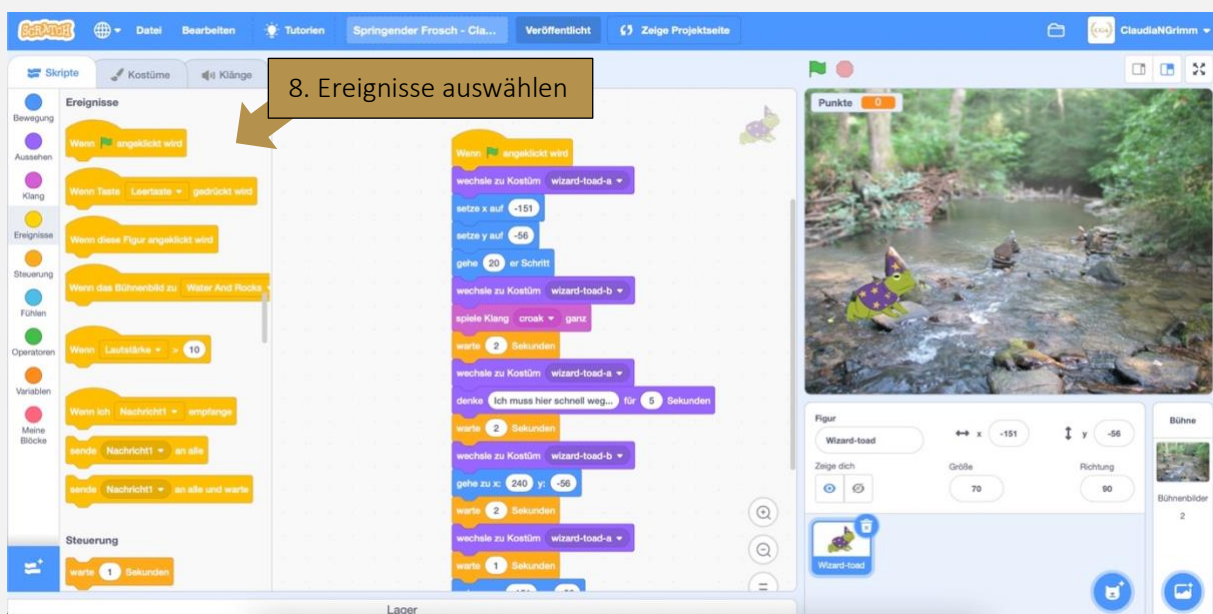 SCRATCH
Datei
Bearbeiten
Tutorien
Springender Frosch - Cla...
Veröffentlicht
Zeige Projektseite
ClaudiaNGrimm
Skripte
Kostüme
Klänge
8. Ereignisse auswählen
Bewegung
Aussehen
Klang
Ereignisse
Steuerung
Fühlen
Operatoren
Variablen
Meine
Blöcke
Ereignisse
Wenn angeklickt wird
Wenn Taste Leertaste gedrückt wird
Wenn diese Figur angeklickt wird
Wenn das Bühnenbild zu Water And Rocks
Wenn Lautstärke > 10
Wenn ich Nachricht1 empfange
sende Nachricht1 an alle
sende Nachricht1 an alle und warte
Steuerung
warte 1 Sekunden
Wenn angeklickt wird
wechsle zu Kostüm wizard-toad-a
setze x auf -151
setze y auf -56
gehe 20 er Schritt
wechsle zu Kostüm wizard-toad-b
spiele Klang croak ganz
warte 2 Sekunden
wechsle zu Kostüm wizard-toad-a
denke Ich muss hier schnell weg... für 5 Sekunden
warte 2 Sekunden
wechsle zu Kostüm wizard-toad-b
gehe zu x: 240 y: -56
warte 2 Sekunden
wechsle zu Kostüm wizard-toad-a
warte 1 Sekunden
Lager
Punkte 0
Figur
Wizard-toad
x -151
y -56
Zeige dich
Größe
70
Richtung
90
Wizard-toad
Bühne
Bühnenbilder
2